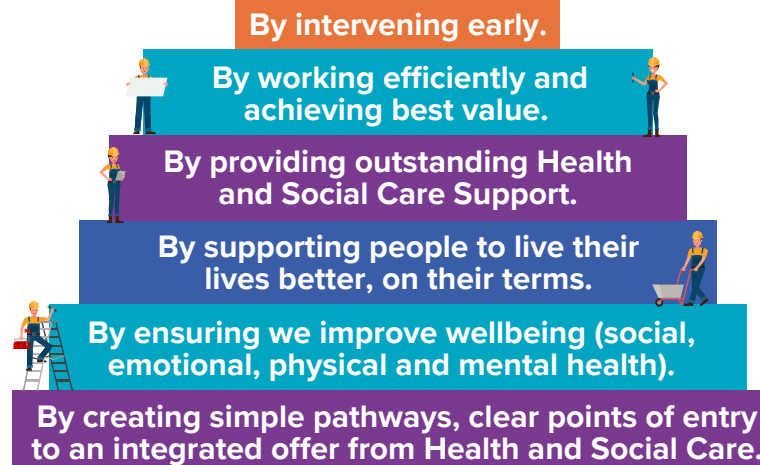 By intervening early.
By working efficiently and
achieving best value.
By providing outstanding Health
and Social Care Support.
By supporting people to live their
lives better, on their terms.
By ensuring we improve wellbeing (social,
emotional, physical and mental health).
By creating simple pathways, clear points of entry
to an integrated offer from Health and Social Care.